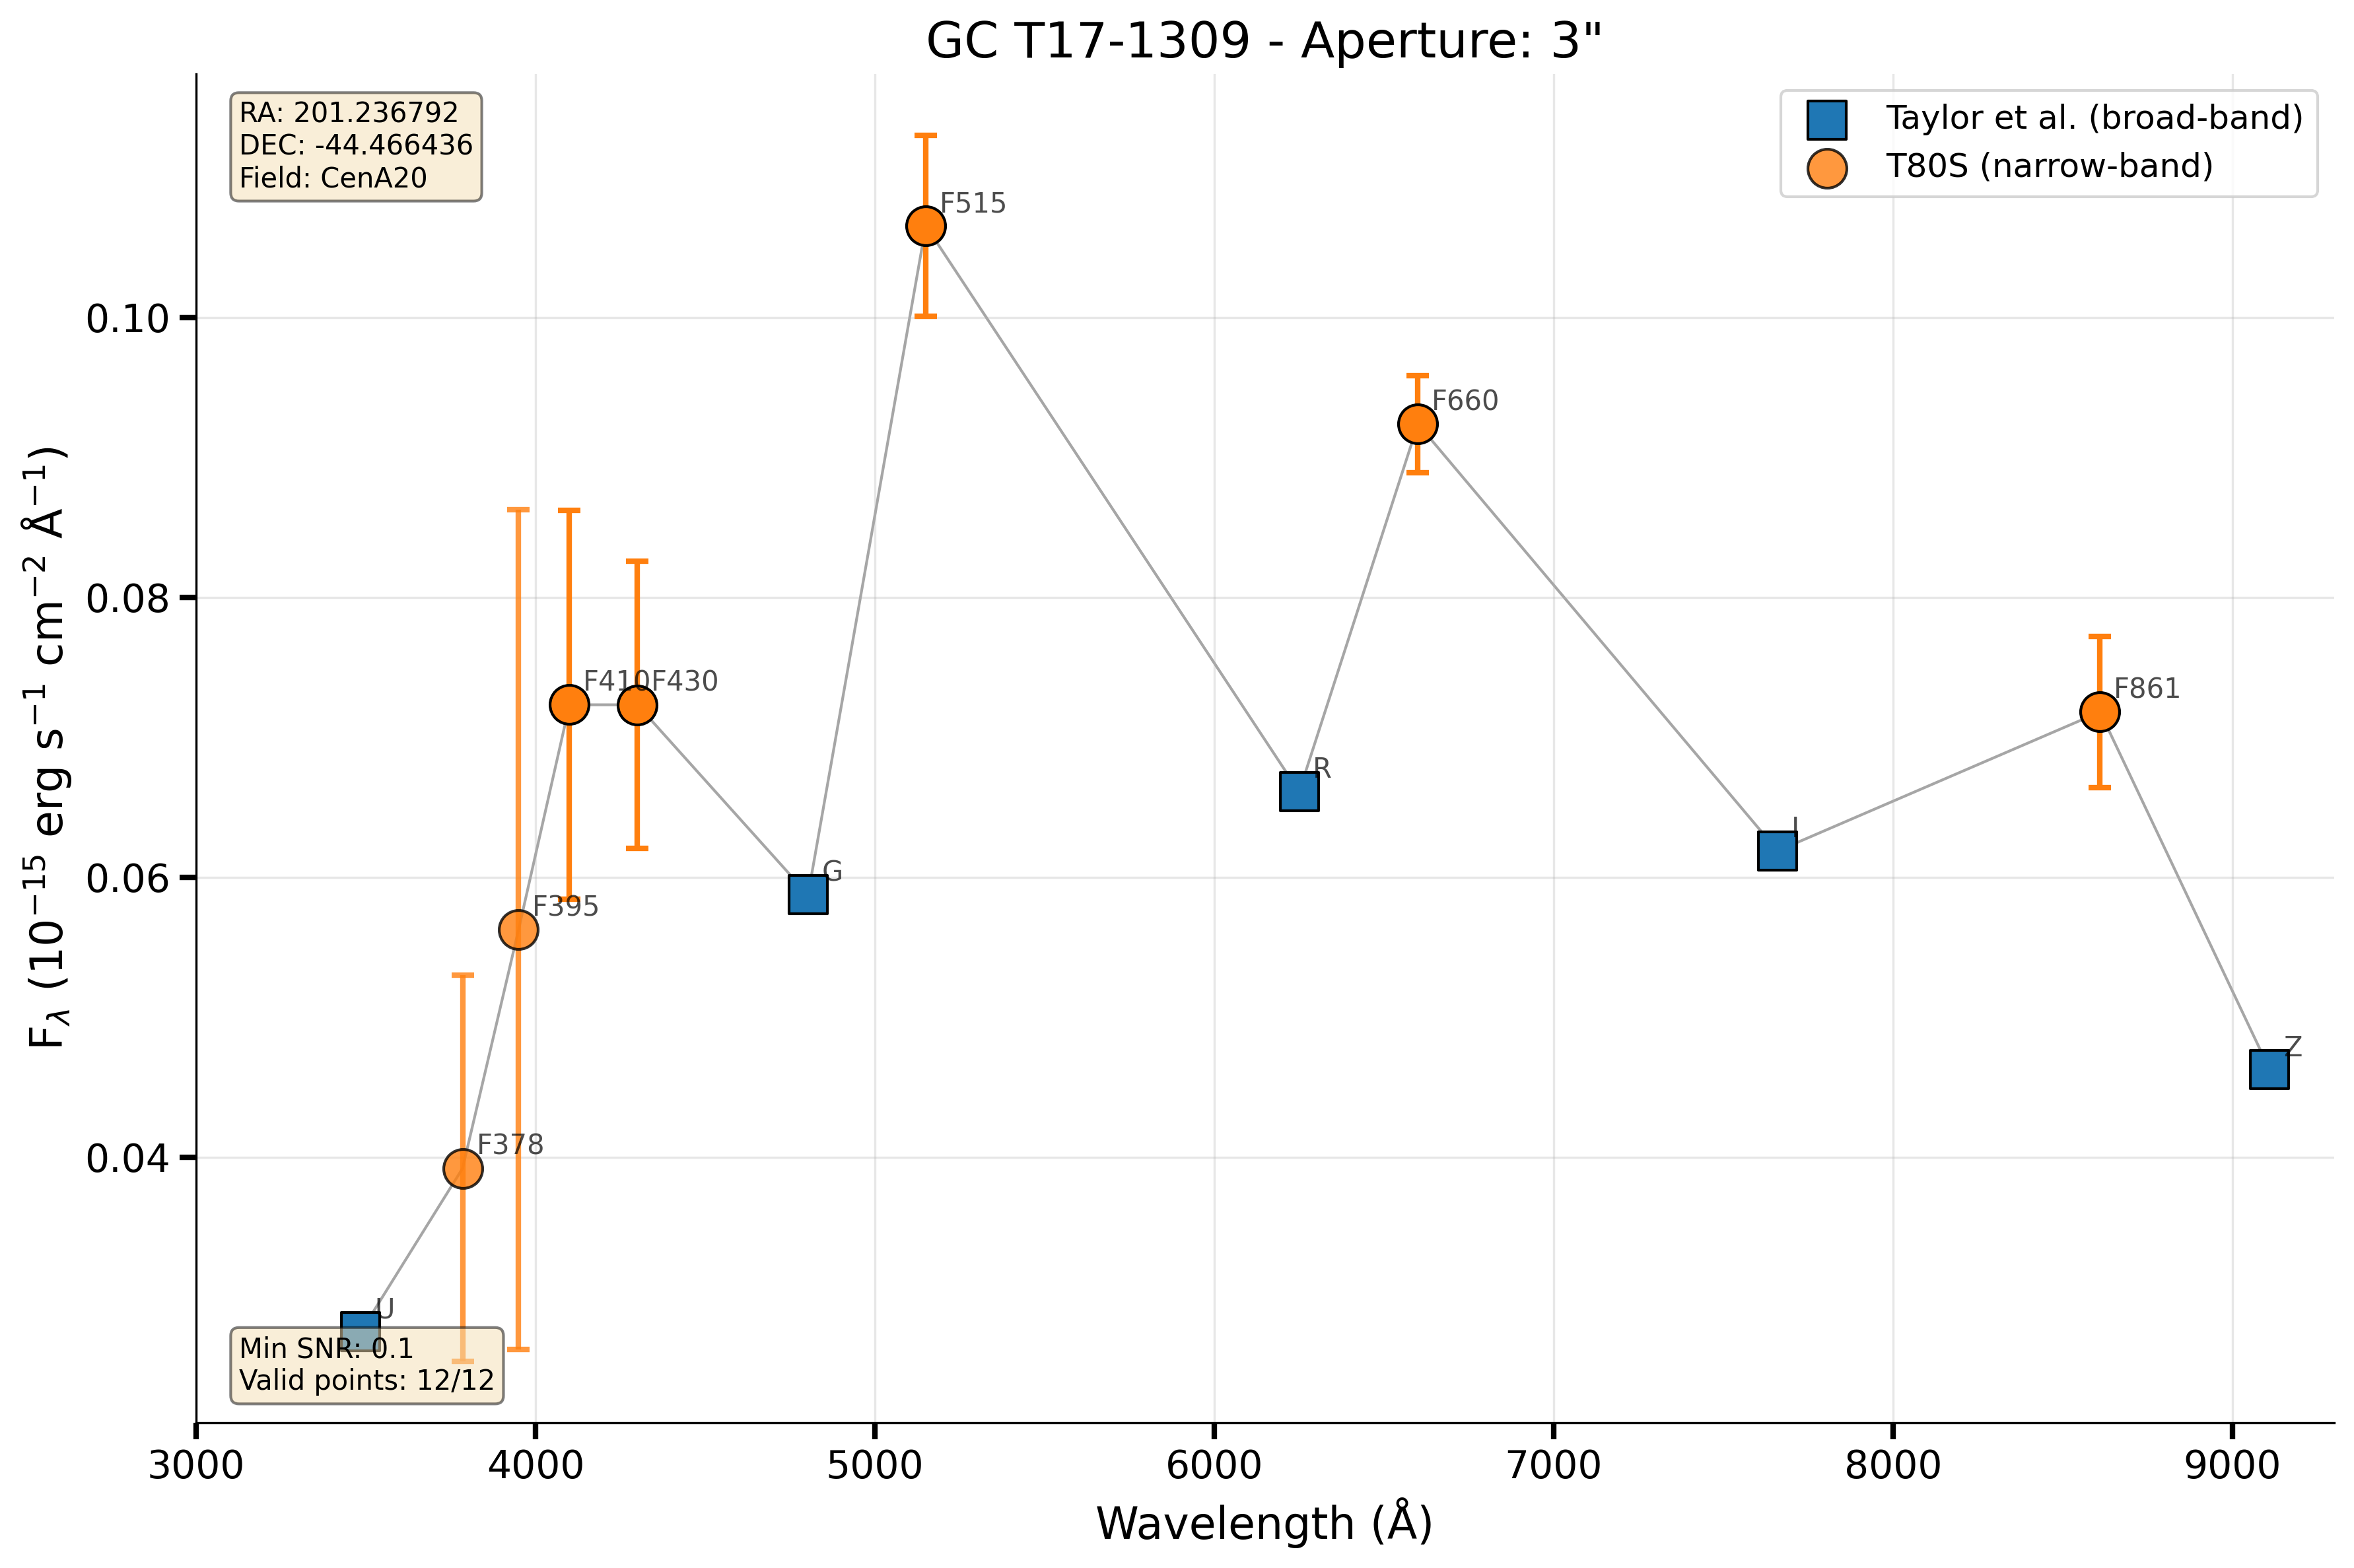 GC T17-1309 - Aperture: 3"
RA: 201.236792
DEC: -44.466436
Field: CenA20
Taylor et al. (broad-band)
T80S (narrow-band)
F515
F660
F410
F430
F861
R
I
G
F395
Z
F378
U
Min SNR: 0.1
Valid points: 12/12
0.10
0.08
0.06
0.04
F_λ (10⁻¹⁵ erg s⁻¹ cm⁻² Å⁻¹)
3000 4000 5000 6000 7000 8000 9000
Wavelength (Å)